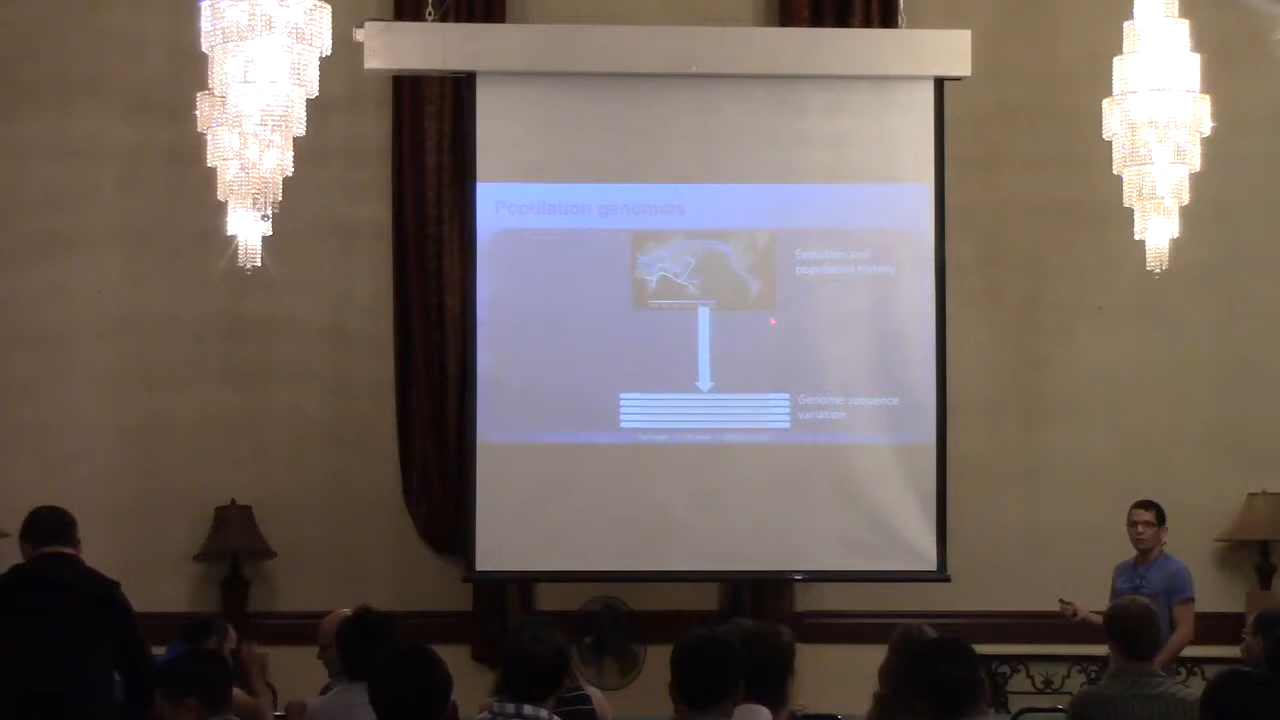 Population genomics
Evolution and
population history
Genome sequence
variation